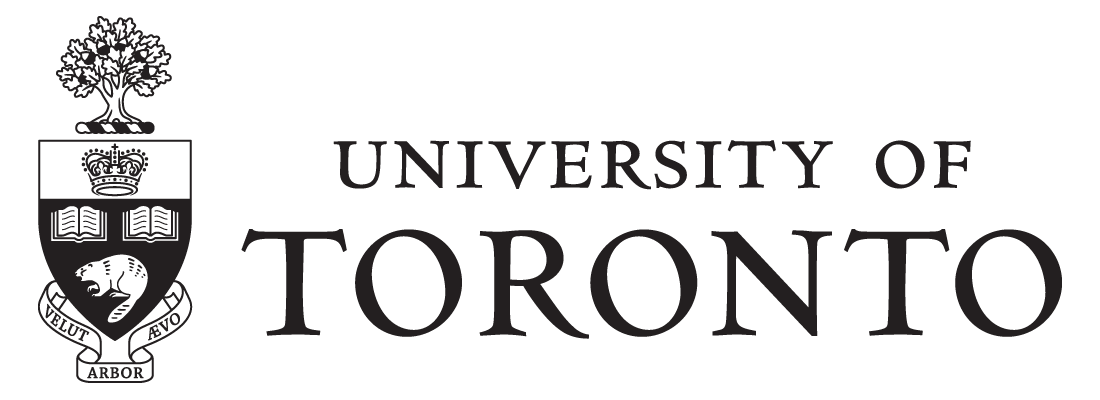 UNIVERSITY OF
TORONTO
VELUT ARBOR ÆVO